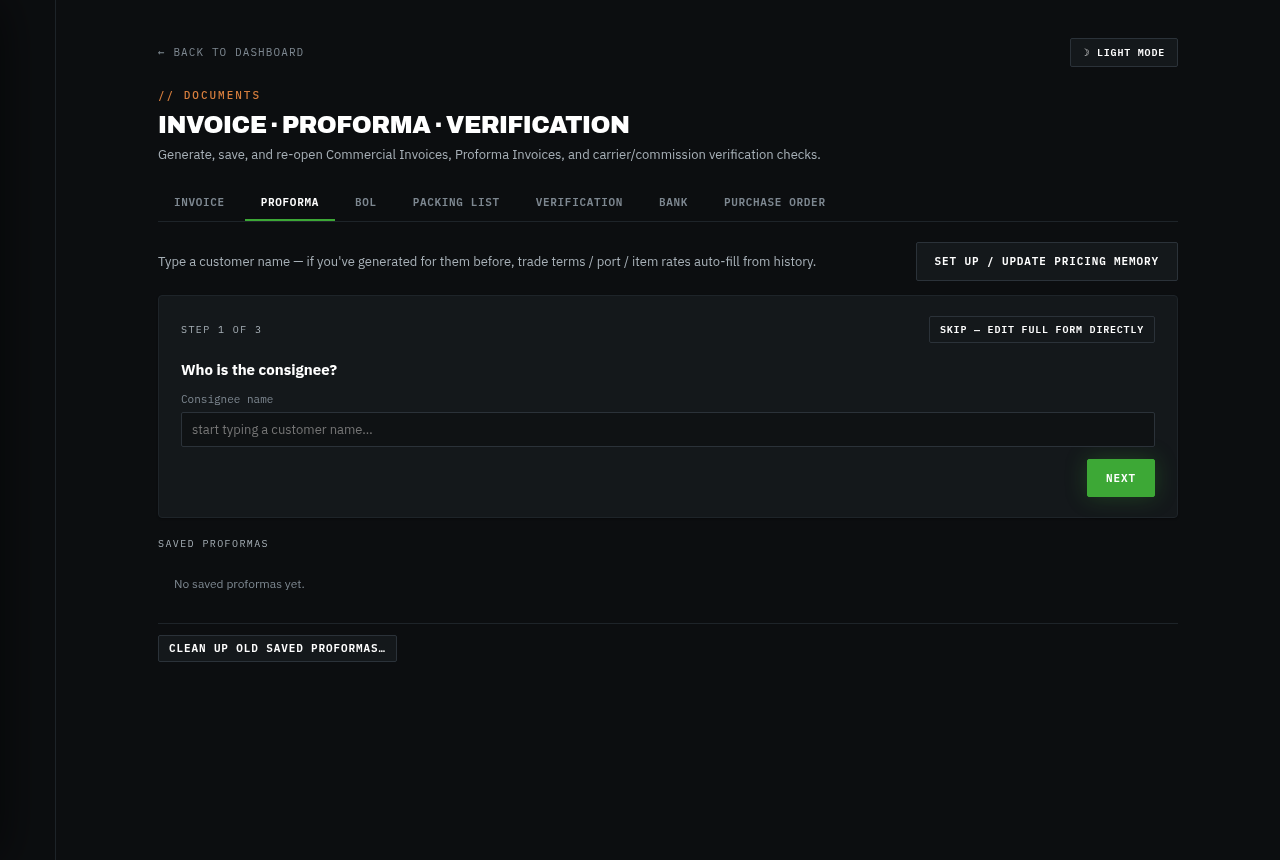 ← BACK TO DASHBOARD
☽ LIGHT MODE
// DOCUMENTS
INVOICE · PROFORMA · VERIFICATION
Generate, save, and re-open Commercial Invoices, Proforma Invoices, and carrier/commission verification checks.
INVOICE PROFORMA BOL PACKING LIST VERIFICATION BANK PURCHASE ORDER
Type a customer name — if you've generated for them before, trade terms / port / item rates auto-fill from history.
SET UP / UPDATE PRICING MEMORY
STEP 1 OF 3
SKIP — EDIT FULL FORM DIRECTLY
Who is the consignee?
Consignee name
start typing a customer name…
NEXT
SAVED PROFORMAS
No saved proformas yet.
CLEAN UP OLD SAVED PROFORMAS…